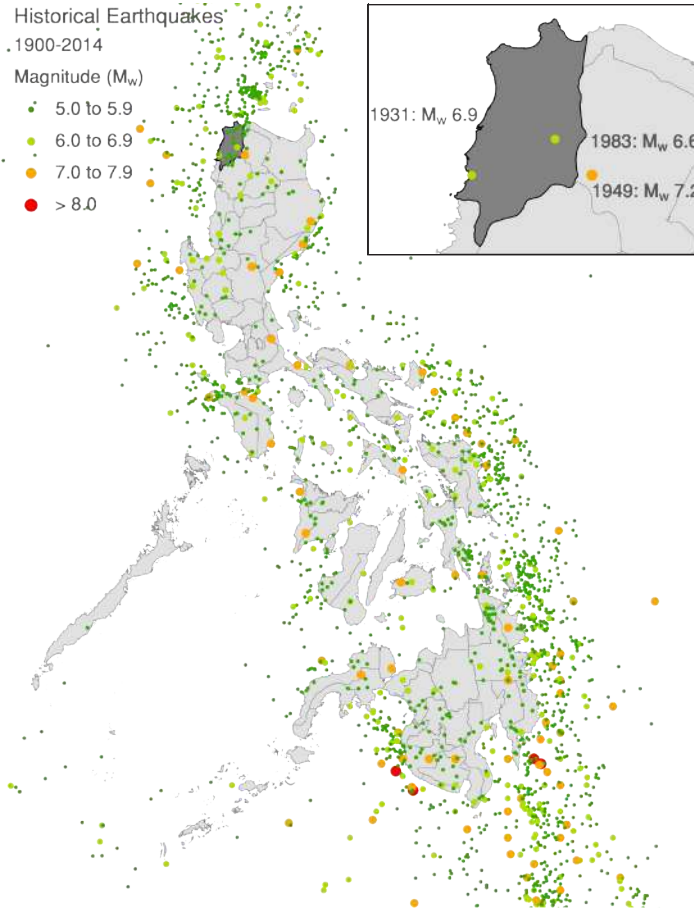 Historical Earthquakes
1900-2014
Magnitude (Mw)
5.0 to 5.9
6.0 to 6.9
7.0 to 7.9
> 8.0
1931: Mw 6.9
1983: Mw 6.6
1949: Mw 7.2